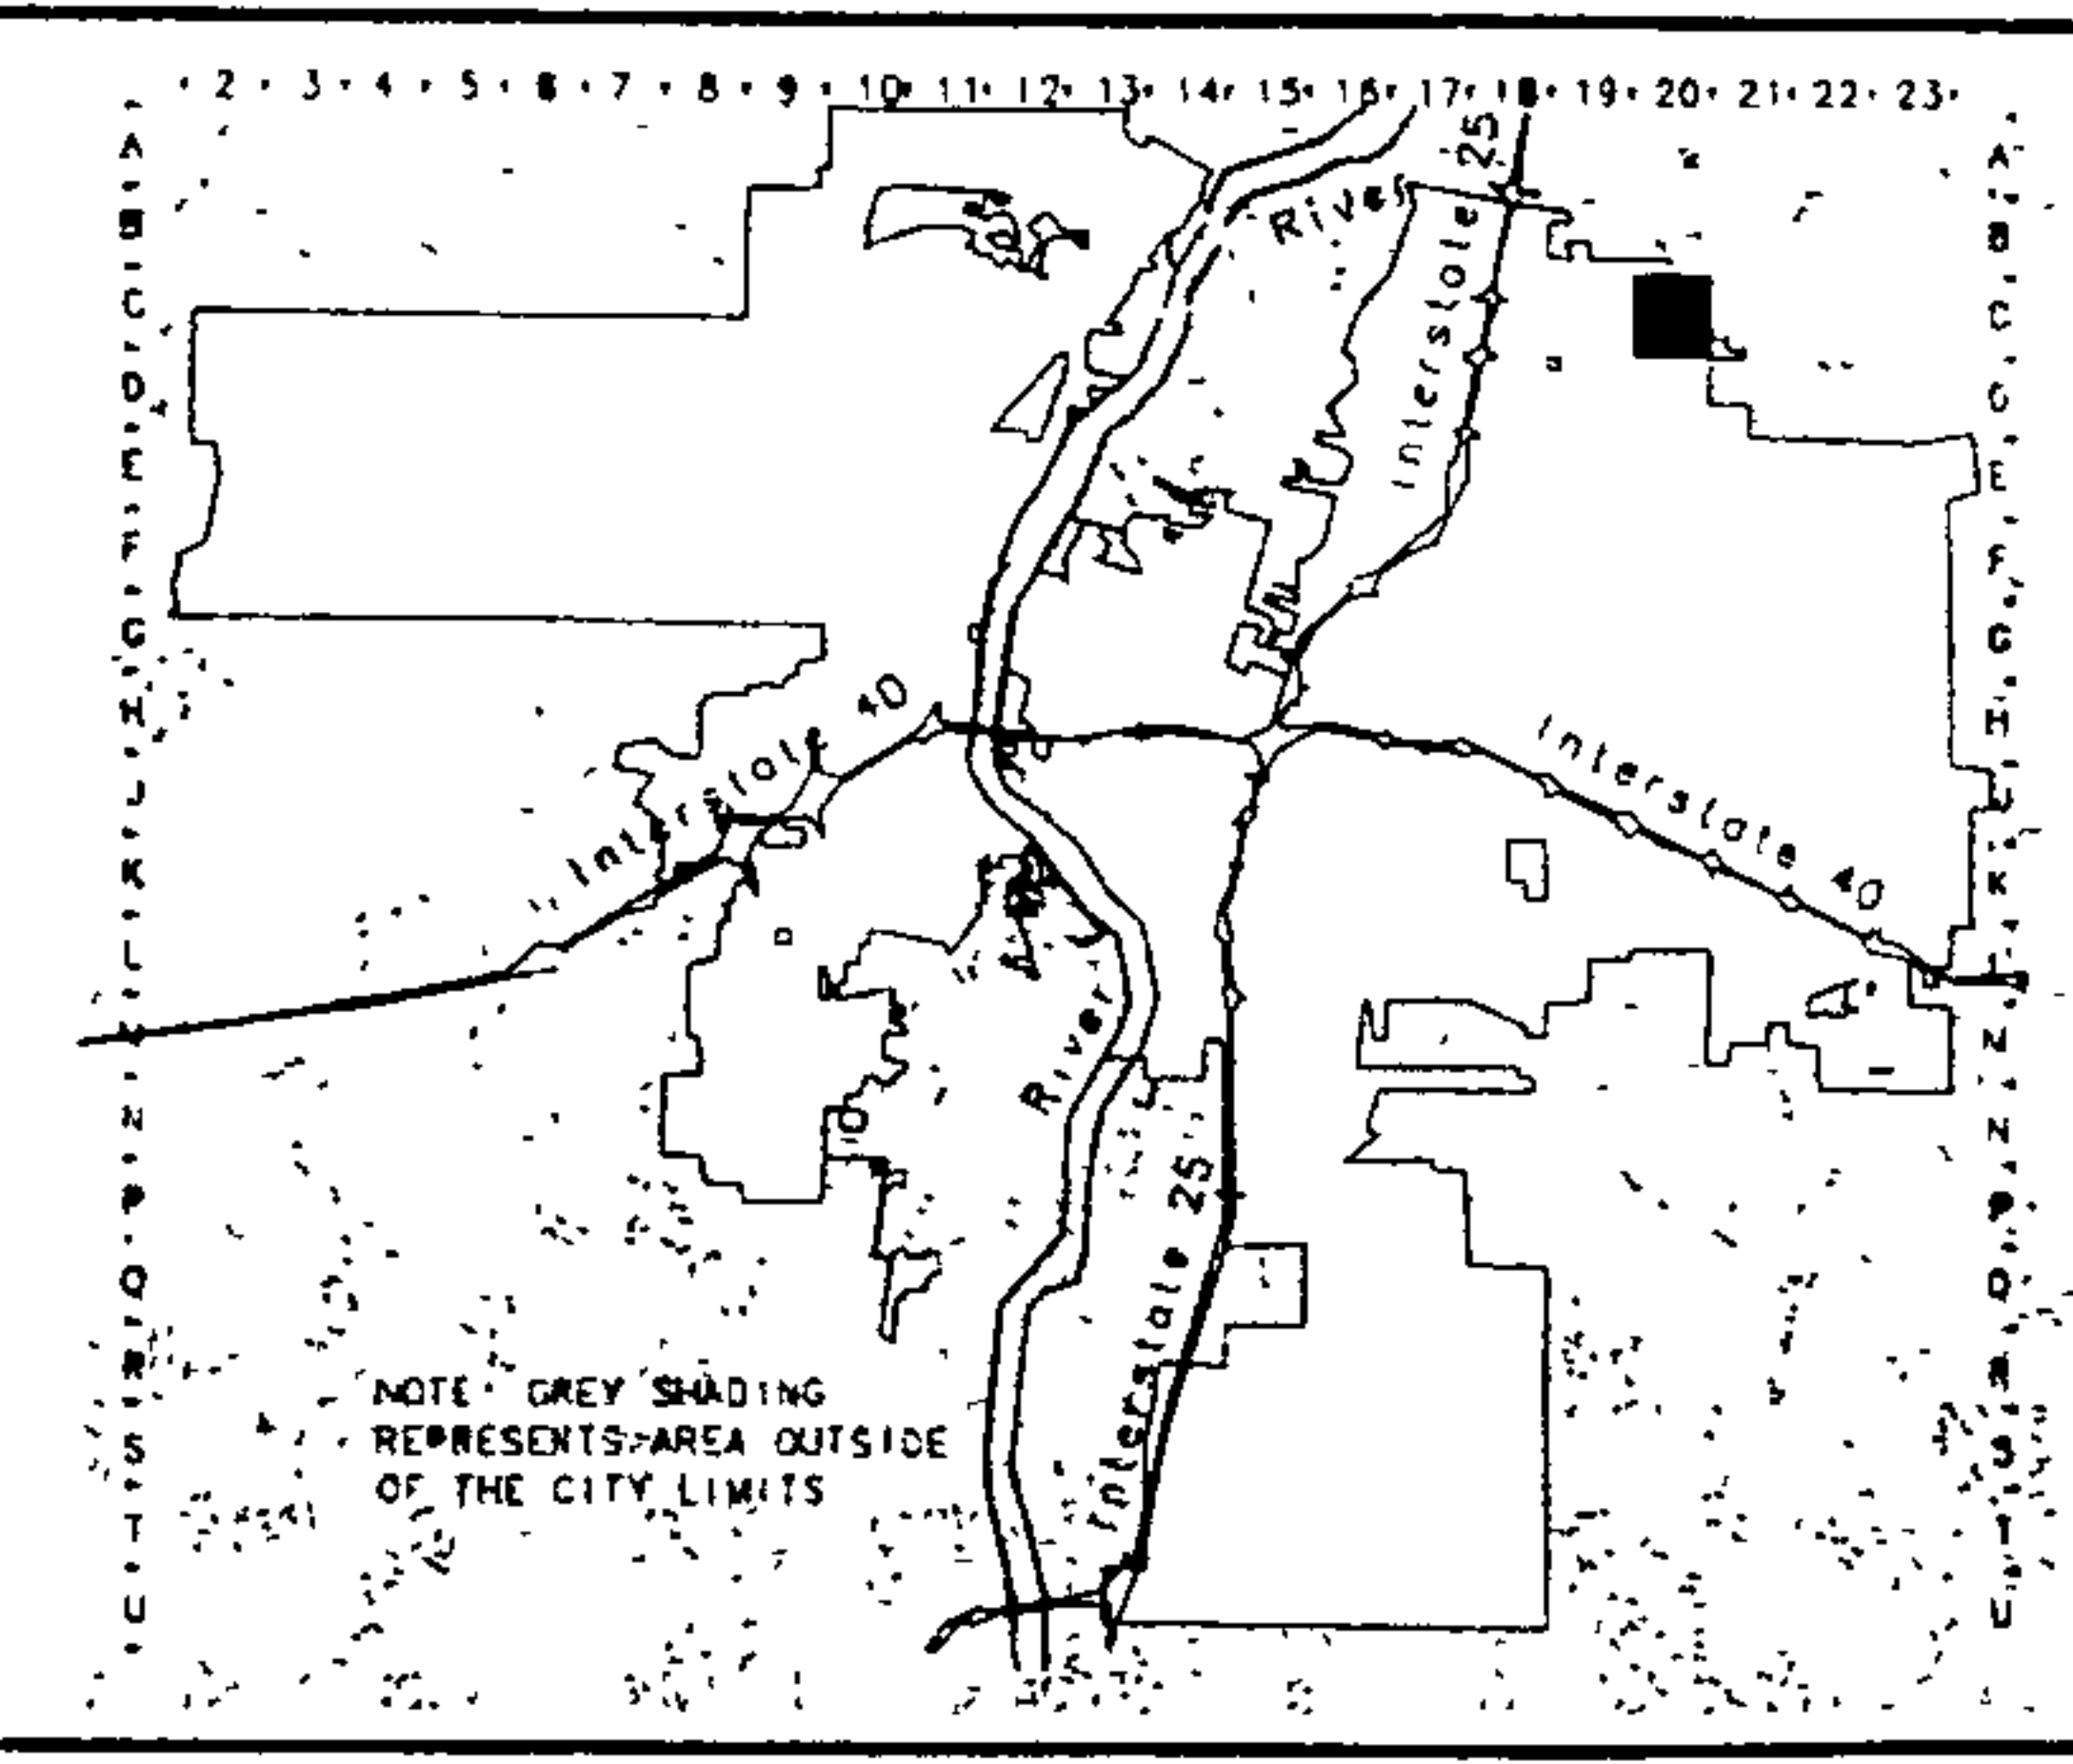 2 3 4 5 6 7 8 9 10 11 12 13 14 15 16 17 18 19 20 21 22 23
A A
B B
C C
D D
E E
F F
G G
H H
J J
K K
L L
M M
N N
P P
Q Q
R R
S S
T T
U U
River
Interstate 25
Interstate 40
Interstate 40
River
Interstate 25
NOTE: GREY SHADING
REPRESENTS AREA OUTSIDE
OF THE CITY LIMITS